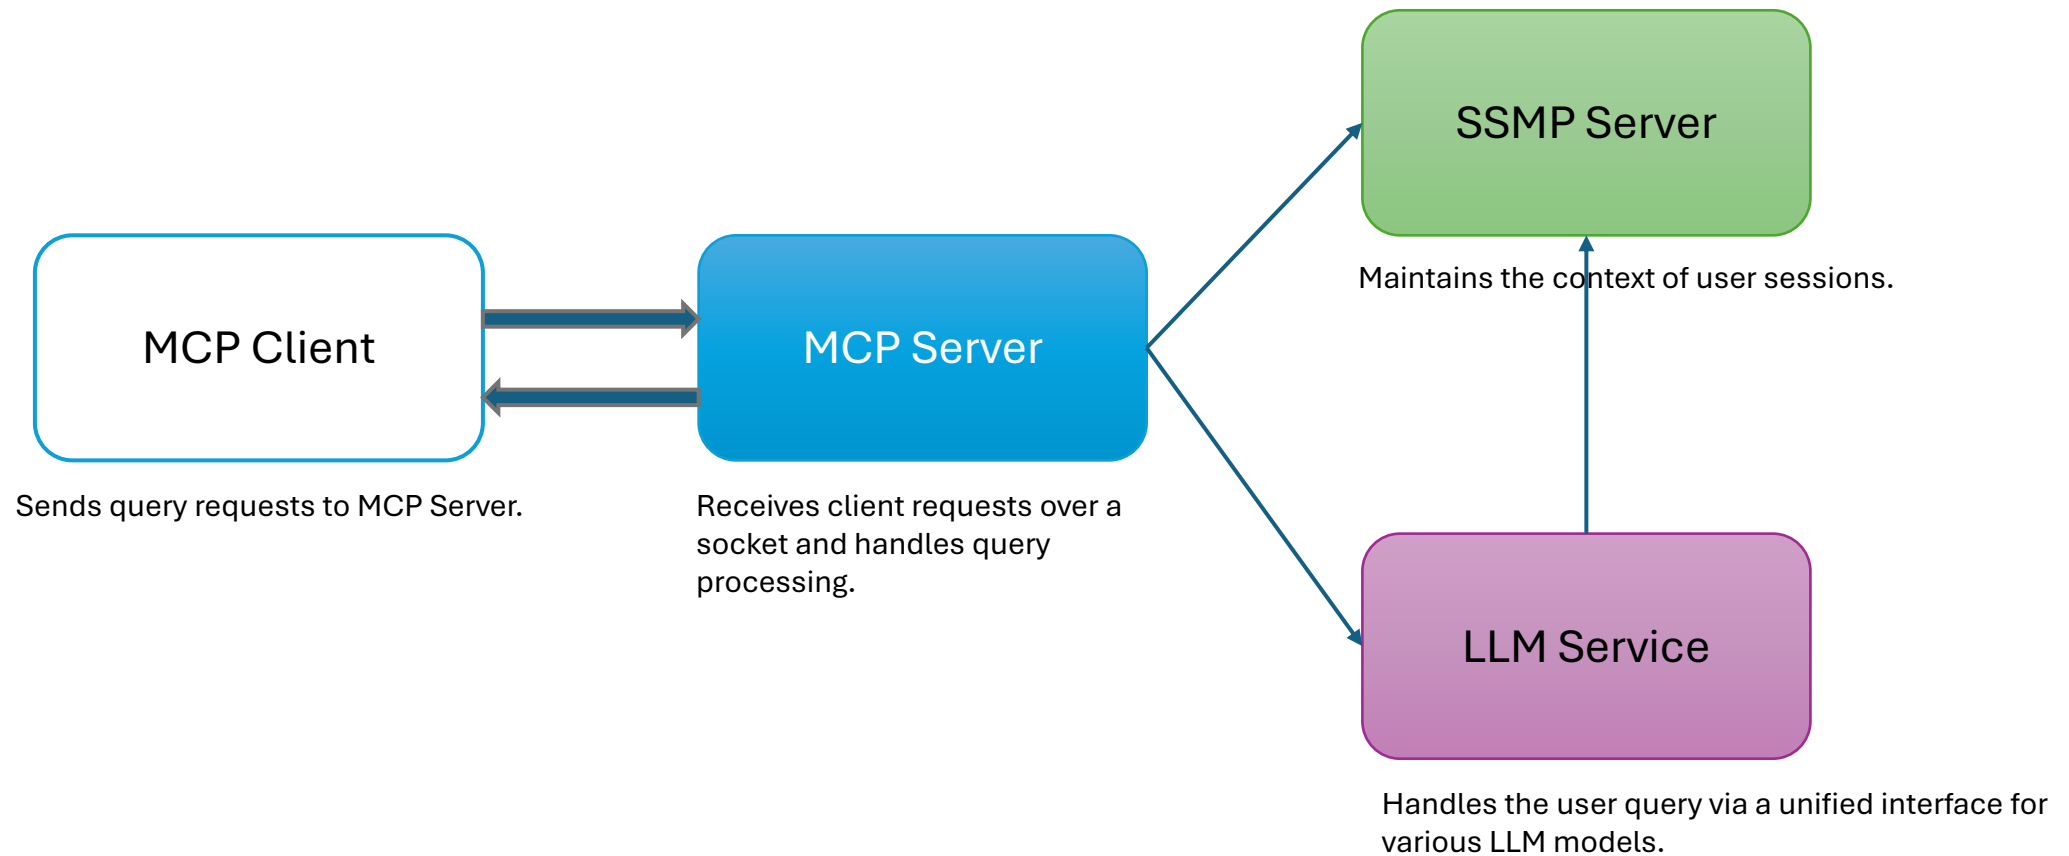 SSMP Server
Maintains the context of user sessions.
MCP Client
MCP Server
Sends query requests to MCP Server.
Receives client requests over a
socket and handles query
processing.
LLM Service
Handles the user query via a unified interface for
various LLM models.